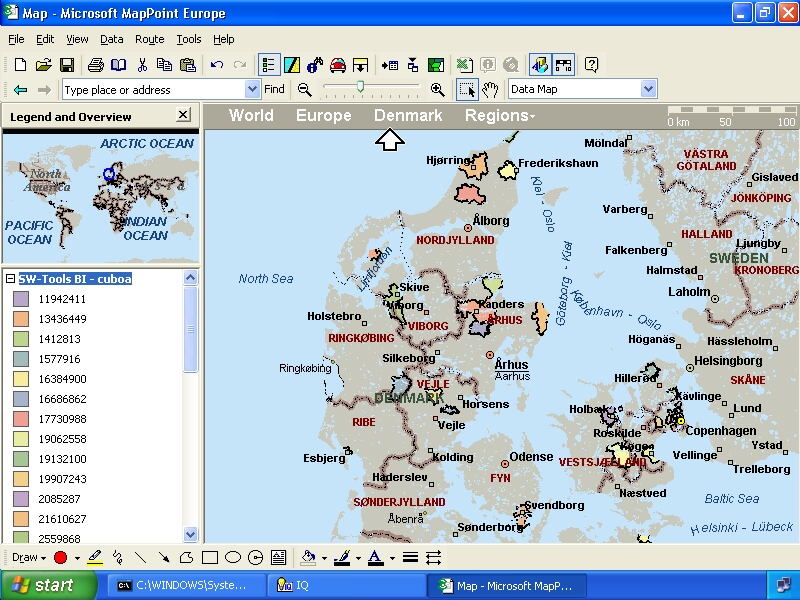 Map - Microsoft MapPoint Europe
File Edit View Data Route Tools Help
Type place or address Find Data Map
Legend and Overview
World Europe Denmark Regions
0 km 50 100
ARCTIC OCEAN
North America
Asia
PACIFIC OCEAN
INDIAN OCEAN
SW-Tools BI - cuboa
11942411
13436449
1412813
1577916
16384900
16686862
17730988
19062558
19132100
19907243
2085287
21610627
2559868
Mölndal
Hjørring
Frederikshavn
VÄSTRA GÖTALAND
Gislaved
JÖNKÖPING
Kiel - Oslo
Varberg
Ålborg
NORDJYLLAND
HALLAND
Ljungby
Falkenberg
SWEDEN
KRONOBERG
Limfjorden
Göteborg - Kiel
North Sea
Halmstad
Laholm
Skive
Viborg
Randers
ÅRHUS
København - Oslo
Holstebro
VIBORG
RINGKØBING
Höganäs
Hässleholm
Silkeborg
Århus
Aarhus
Helsingborg
Ringkøbing
VEJLE
Hillerød
SKÅNE
DENMARK
Horsens
Kävlinge
Holbæk
Lund
RIBE
Vejle
Roskilde
Copenhagen
Køge
Ystad
Esbjerg
Kolding
Odense
VESTSJÆLLAND
Vellinge
Trelleborg
Haderslev
FYN
Næstved
SØNDERJYLLAND
Svendborg
Baltic Sea
Åbenrå
Sønderborg
Helsinki - Lübeck
Draw
start C:\WINDOWS\Syste... IQ Map - Microsoft MapP...